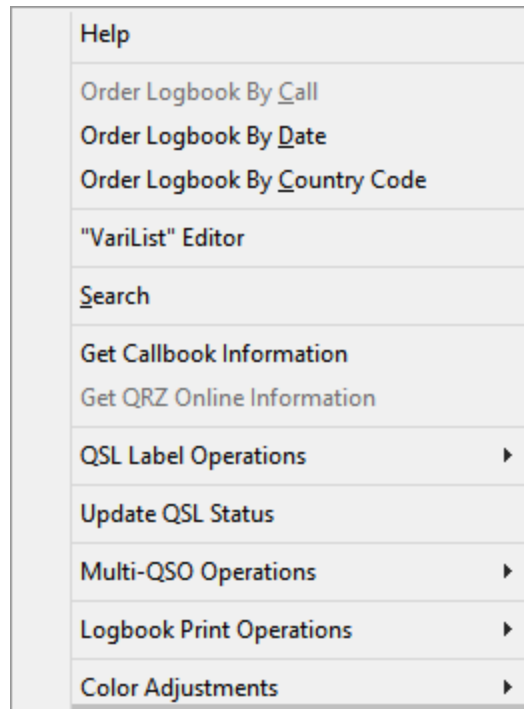 Help
Order Logbook By Call
Order Logbook By Date
Order Logbook By Country Code
"VariList" Editor
Search
Get Callbook Information
Get QRZ Online Information
QSL Label Operations
Update QSL Status
Multi-QSO Operations
Logbook Print Operations
Color Adjustments